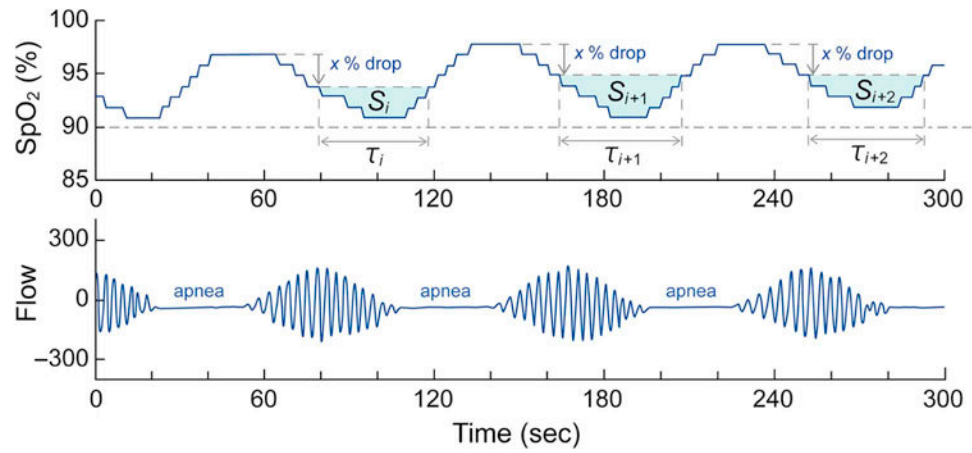 100
95
90
85
SpO₂ (%)
x % drop
x % drop
x % drop
Sᵢ
Sᵢ₊₁
Sᵢ₊₂
τᵢ
τᵢ₊₁
τᵢ₊₂
0 60 120 180 240 300
300
0
−300
Flow
apnea apnea apnea
0 60 120 180 240 300
Time (sec)